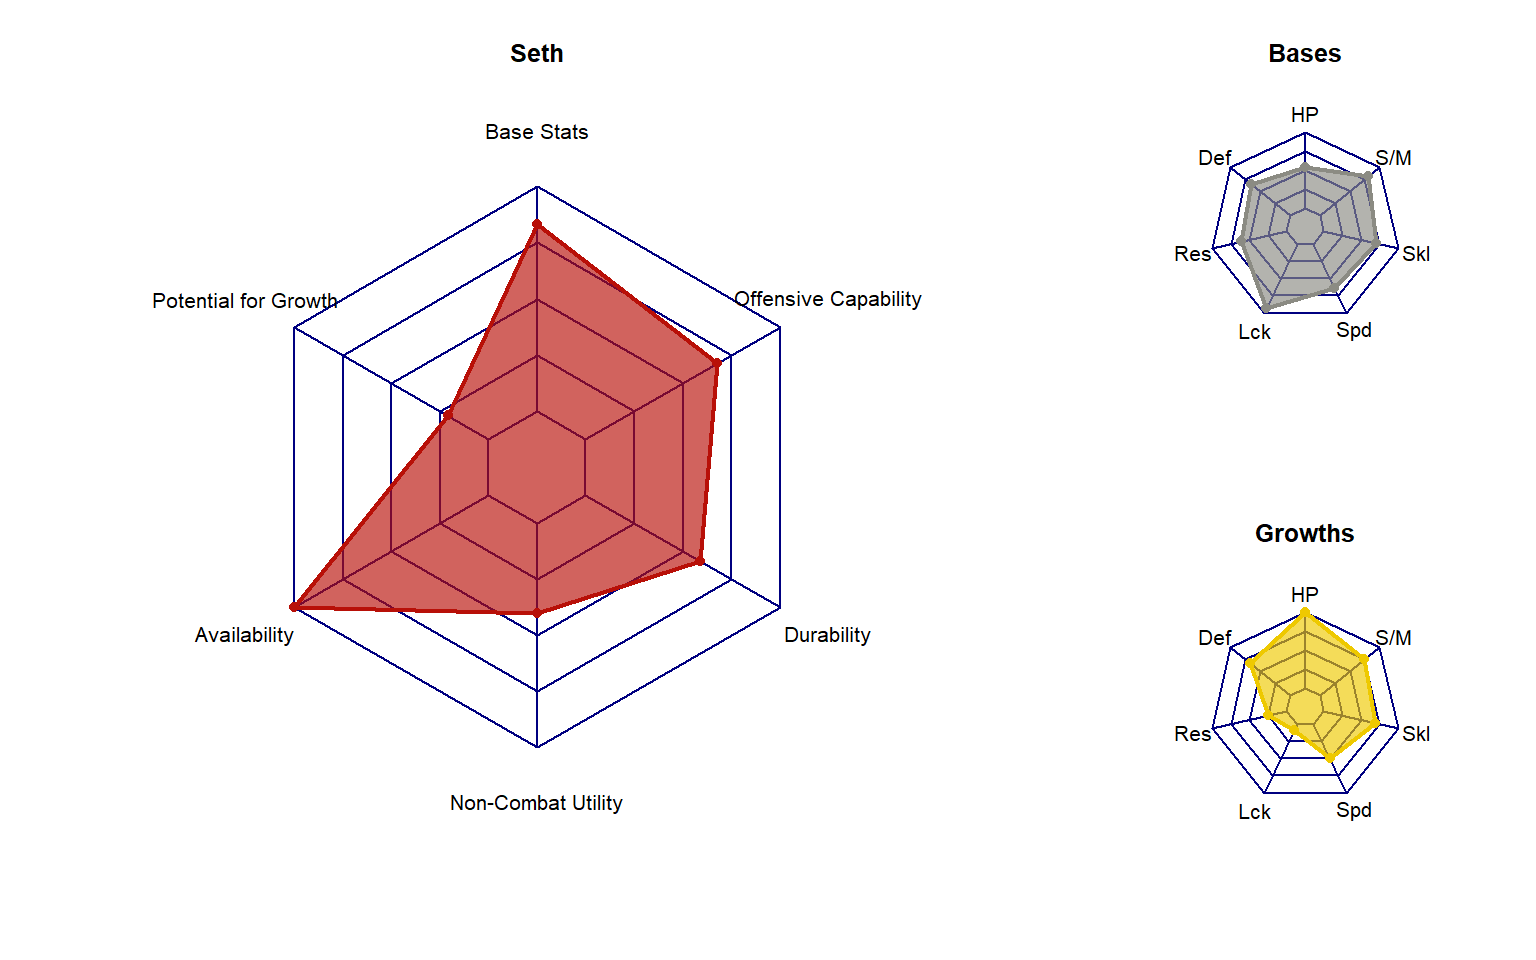 Seth
Base Stats
Offensive Capability
Potential for Growth
Availability
Durability
Non-Combat Utility
Bases
HP
Def
S/M
Res
Skl
Lck
Spd
Growths
HP
Def
S/M
Res
Skl
Lck
Spd